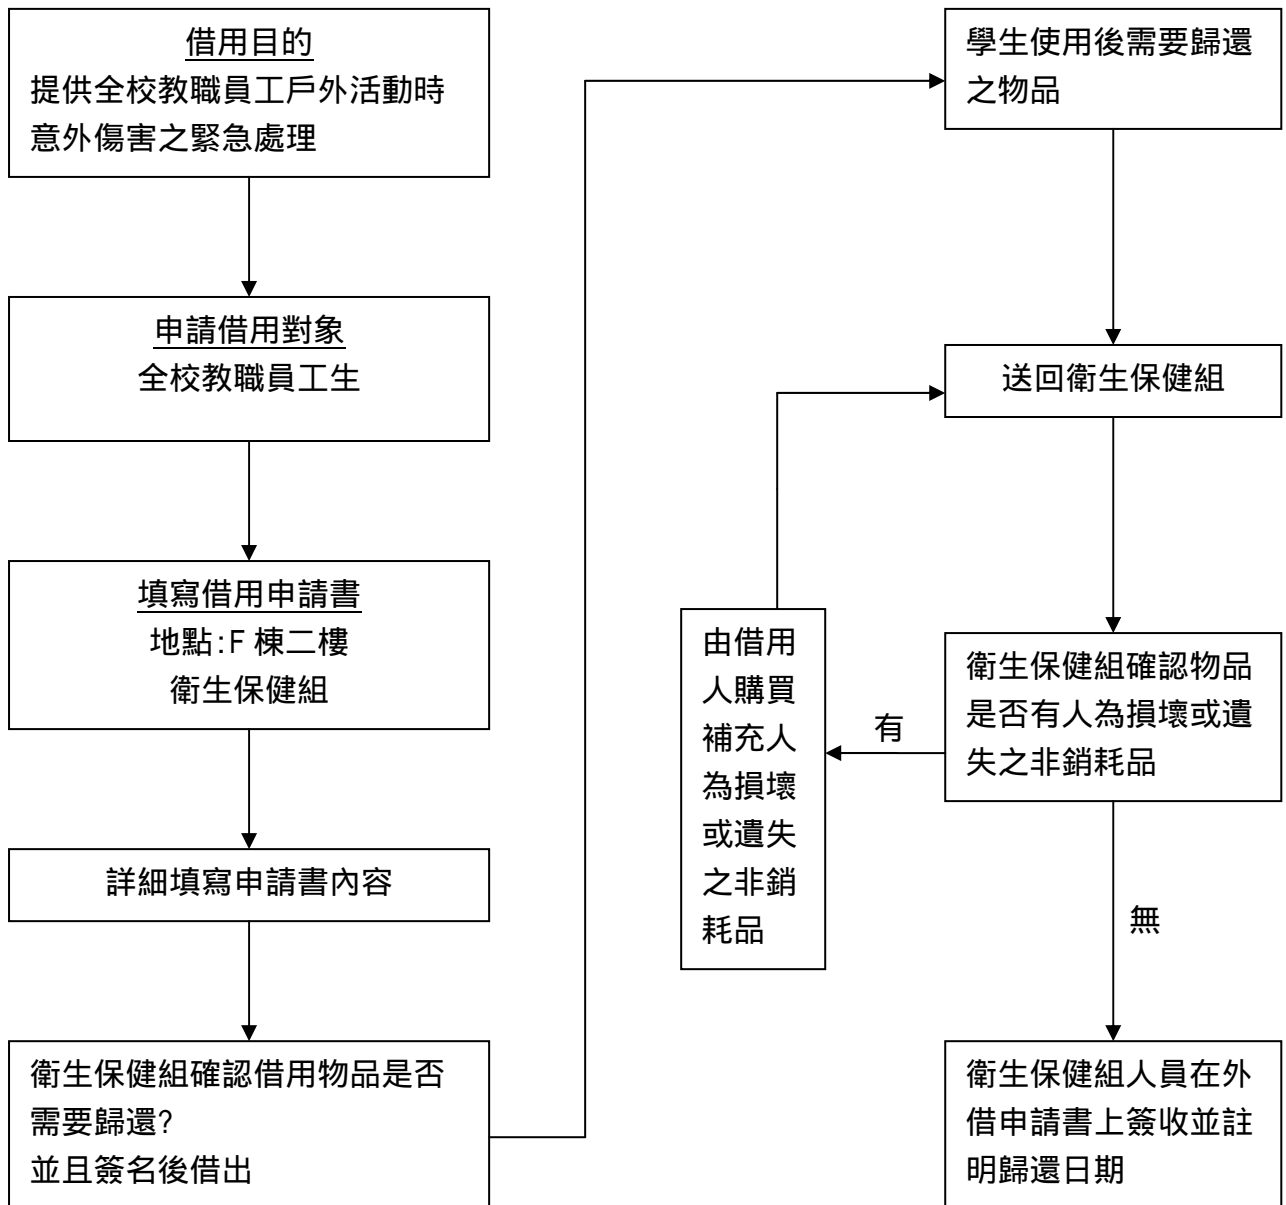 借用目的
提供全校教職員工戶外活動時
意外傷害之緊急處理
申請借用對象
全校教職員工生
填寫借用申請書
地點:F 棟二樓
衛生保健組
詳細填寫申請書內容
衛生保健組確認借用物品是否
需要歸還?
並且簽名後借出
學生使用後需要歸還
之物品
送回衛生保健組
衛生保健組確認物品
是否有人為損壞或遺
失之非銷耗品
有
由借用
人購買
補充人
為損壞
或遺失
之非銷
耗品
無
衛生保健組人員在外
借申請書上簽收並註
明歸還日期